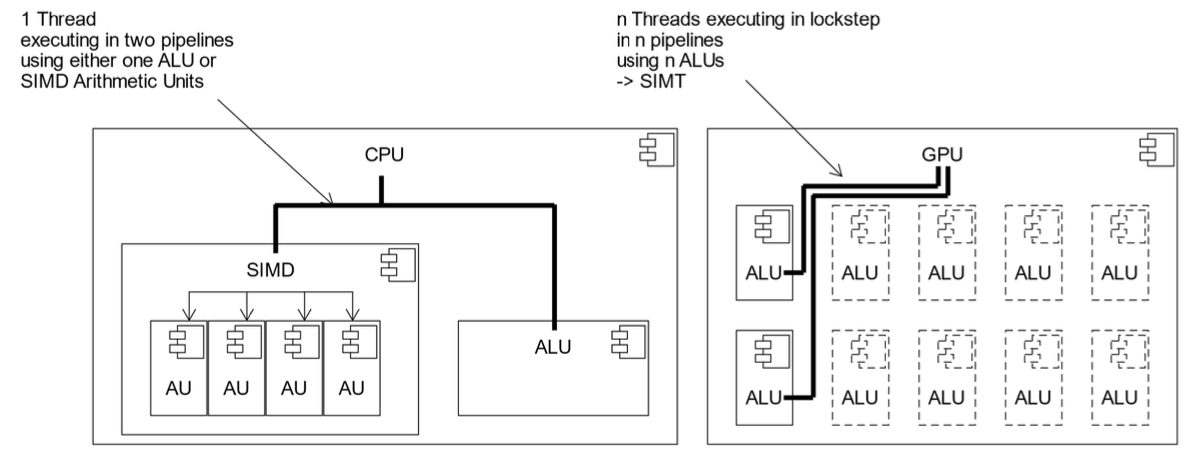 1 Thread
executing in two pipelines
using either one ALU or
SIMD Arithmetic Units
n Threads executing in lockstep
in n pipelines
using n ALUs
-> SIMT
CPU
SIMD
AU AU AU AU
ALU
GPU
ALU ALU ALU ALU ALU
ALU ALU ALU ALU ALU